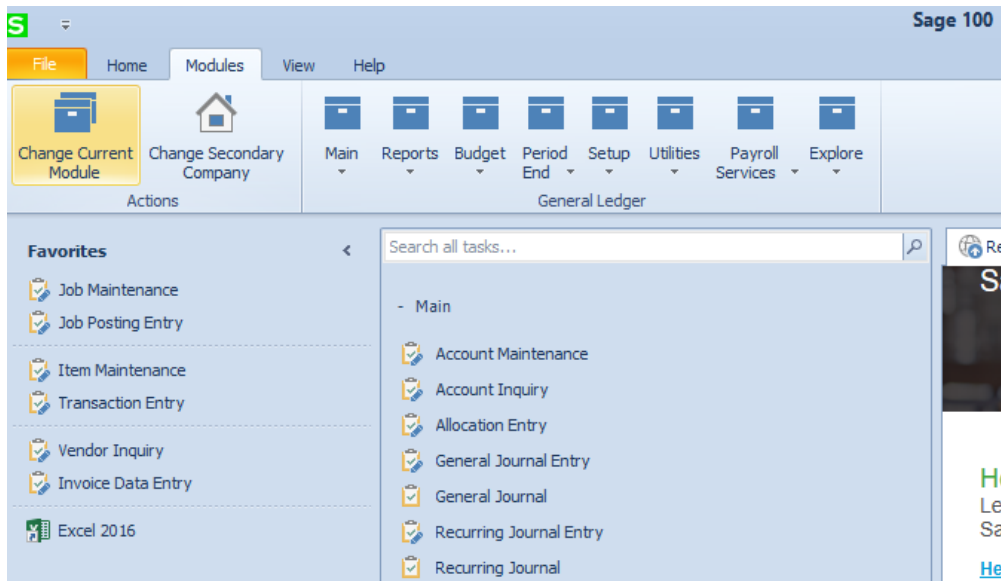 S
Sage 100
File Home Modules View Help
Change Current Module
Change Secondary Company
Main Reports Budget Period End Setup Utilities Payroll Services Explore
Actions General Ledger
Favorites <
Job Maintenance
Job Posting Entry
Item Maintenance
Transaction Entry
Vendor Inquiry
Invoice Data Entry
Excel 2016
Search all tasks...
- Main
Account Maintenance
Account Inquiry
Allocation Entry
General Journal Entry
General Journal
Recurring Journal Entry
Recurring Journal